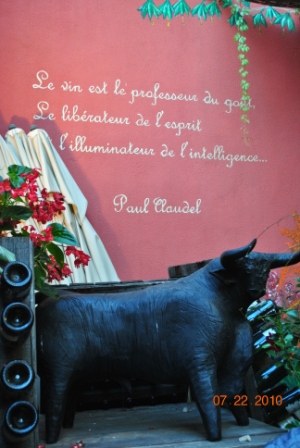 Le vin est le professeur du goût,
Le libérateur de l'esprit
l'illuminateur de l'intelligence...
Paul Claudel
07 22 2010